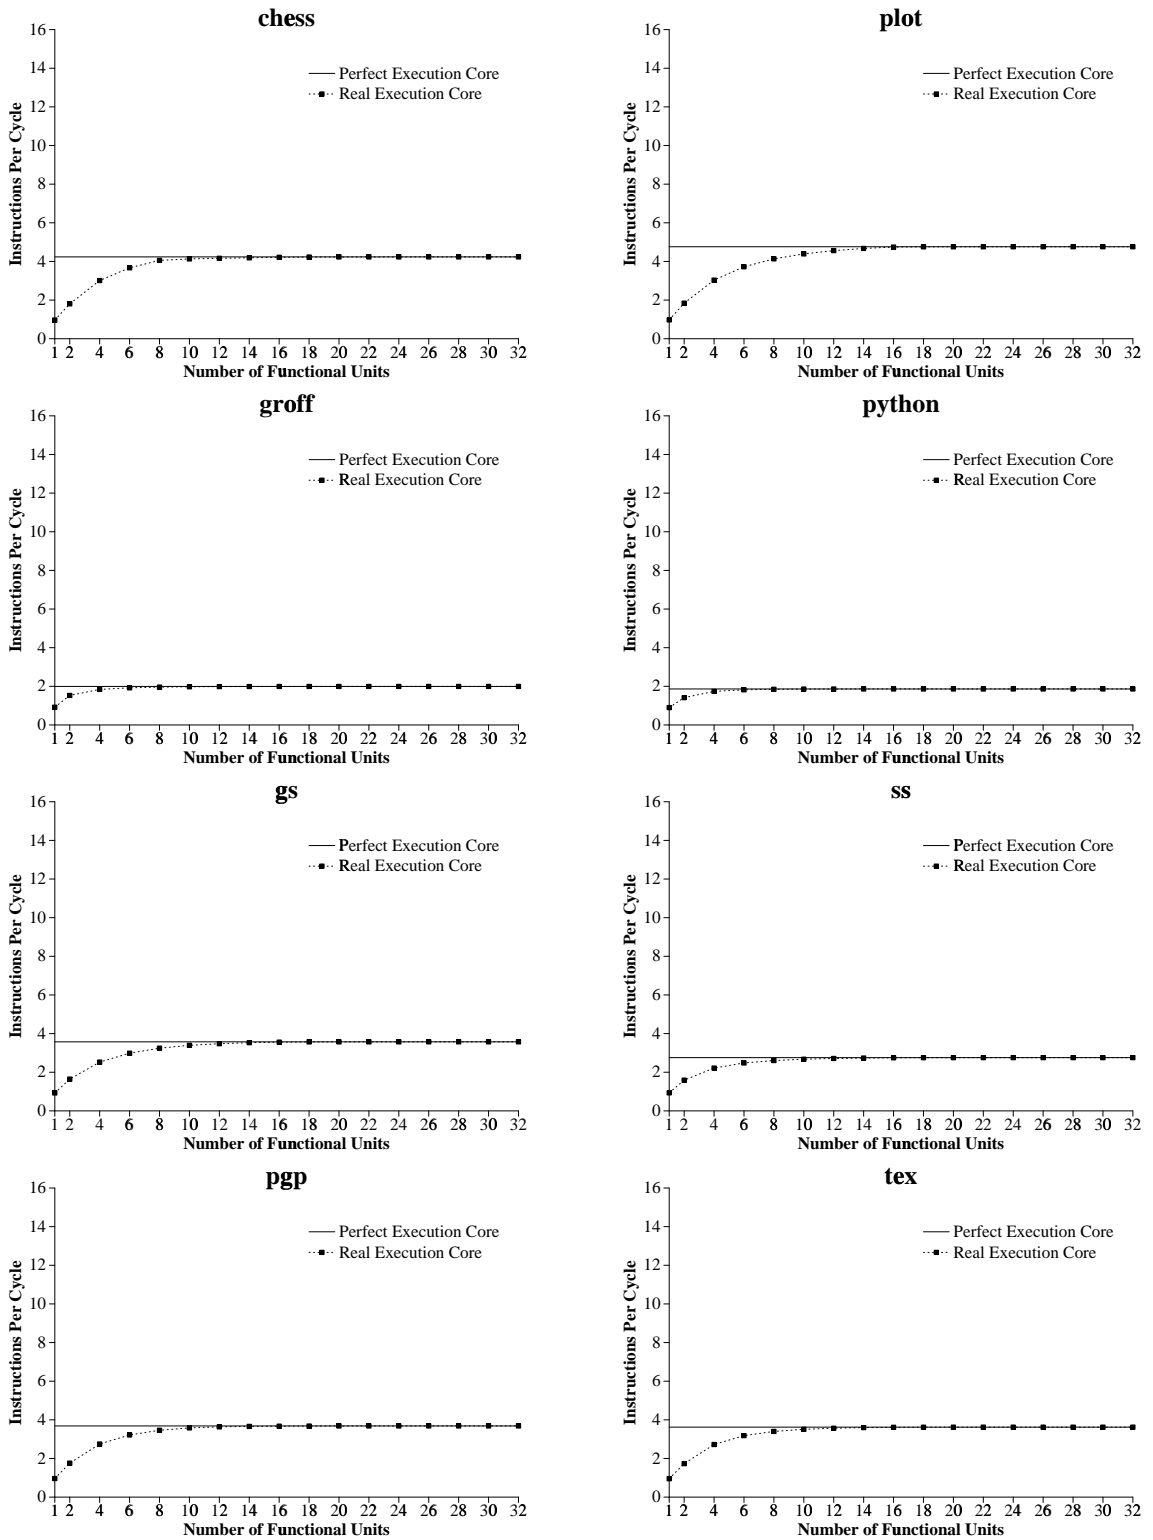 chess
16
14
12
10
8
6
4
2
0
Instructions Per Cycle
Perfect Execution Core
Real Execution Core
1 2 4 6 8 10 12 14 16 18 20 22 24 26 28 30 32
Number of Functional Units
plot
16
14
12
10
8
6
4
2
0
Instructions Per Cycle
Perfect Execution Core
Real Execution Core
1 2 4 6 8 10 12 14 16 18 20 22 24 26 28 30 32
Number of Functional Units
groff
16
14
12
10
8
6
4
2
0
Instructions Per Cycle
Perfect Execution Core
Real Execution Core
1 2 4 6 8 10 12 14 16 18 20 22 24 26 28 30 32
Number of Functional Units
python
16
14
12
10
8
6
4
2
0
Instructions Per Cycle
Perfect Execution Core
Real Execution Core
1 2 4 6 8 10 12 14 16 18 20 22 24 26 28 30 32
Number of Functional Units
gs
16
14
12
10
8
6
4
2
0
Instructions Per Cycle
Perfect Execution Core
Real Execution Core
1 2 4 6 8 10 12 14 16 18 20 22 24 26 28 30 32
Number of Functional Units
ss
16
14
12
10
8
6
4
2
0
Instructions Per Cycle
Perfect Execution Core
Real Execution Core
1 2 4 6 8 10 12 14 16 18 20 22 24 26 28 30 32
Number of Functional Units
pgp
16
14
12
10
8
6
4
2
0
Instructions Per Cycle
Perfect Execution Core
Real Execution Core
1 2 4 6 8 10 12 14 16 18 20 22 24 26 28 30 32
Number of Functional Units
tex
16
14
12
10
8
6
4
2
0
Instructions Per Cycle
Perfect Execution Core
Real Execution Core
1 2 4 6 8 10 12 14 16 18 20 22 24 26 28 30 32
Number of Functional Units